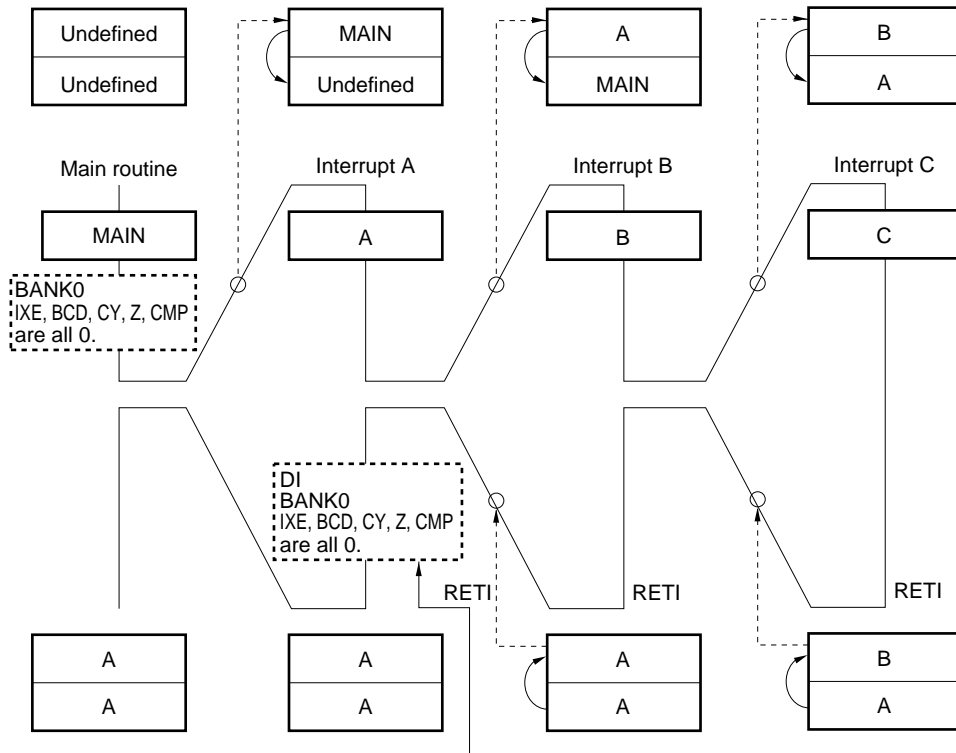 Undefined
Undefined
MAIN
Undefined
A
MAIN
B
A
Main routine
Interrupt A
Interrupt B
Interrupt C
MAIN
A
B
C
BANK0
IXE, BCD, CY, Z, CMP
are all 0.
DI
BANK0
IXE, BCD, CY, Z, CMP
are all 0.
RETI
RETI
RETI
A
A
A
A
A
A
B
A